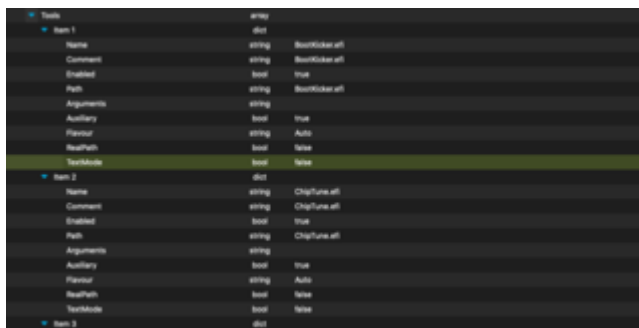 Tools array
Item 1 dict
Name string BootKicker.efi
Comment string BootKicker.efi
Enabled bool true
Path string BootKicker.efi
Arguments string
Auxiliary bool true
Flavour string Auto
RealPath bool false
TextMode bool false
Item 2 dict
Name string ChipTune.efi
Comment string ChipTune.efi
Enabled bool true
Path string ChipTune.efi
Arguments string
Auxiliary bool true
Flavour string Auto
RealPath bool false
TextMode bool false
Item 3 dict